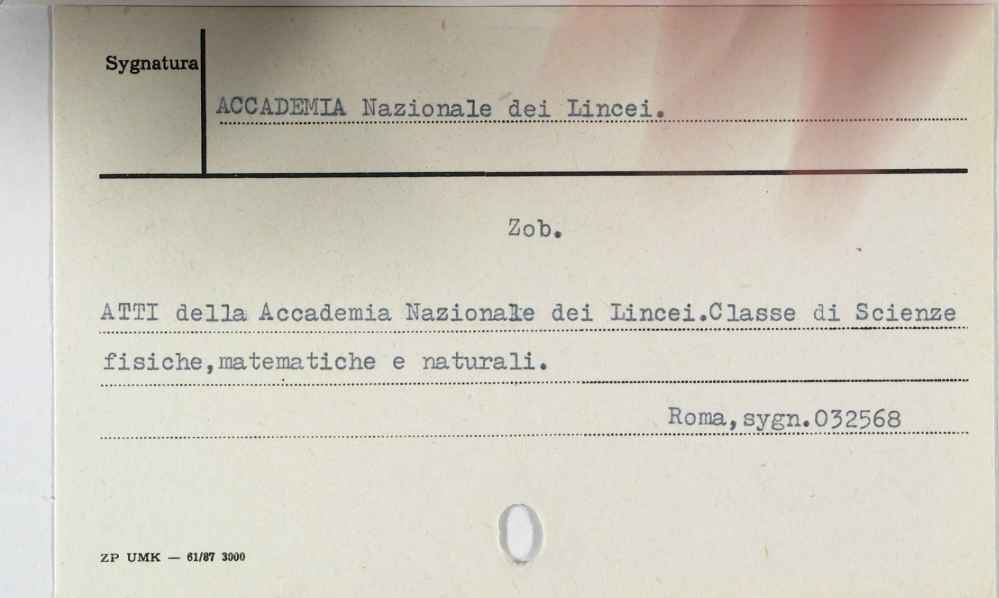 Sygnatura
ACCADEMIA Nazionale dei Lincei.
Zob.
ATTI della Accademia Nazionale dei Lincei.Classe di Scienze
fisiche,matematiche e naturali.
Roma,sygn.032568
ZP UMK — 61/87 3000